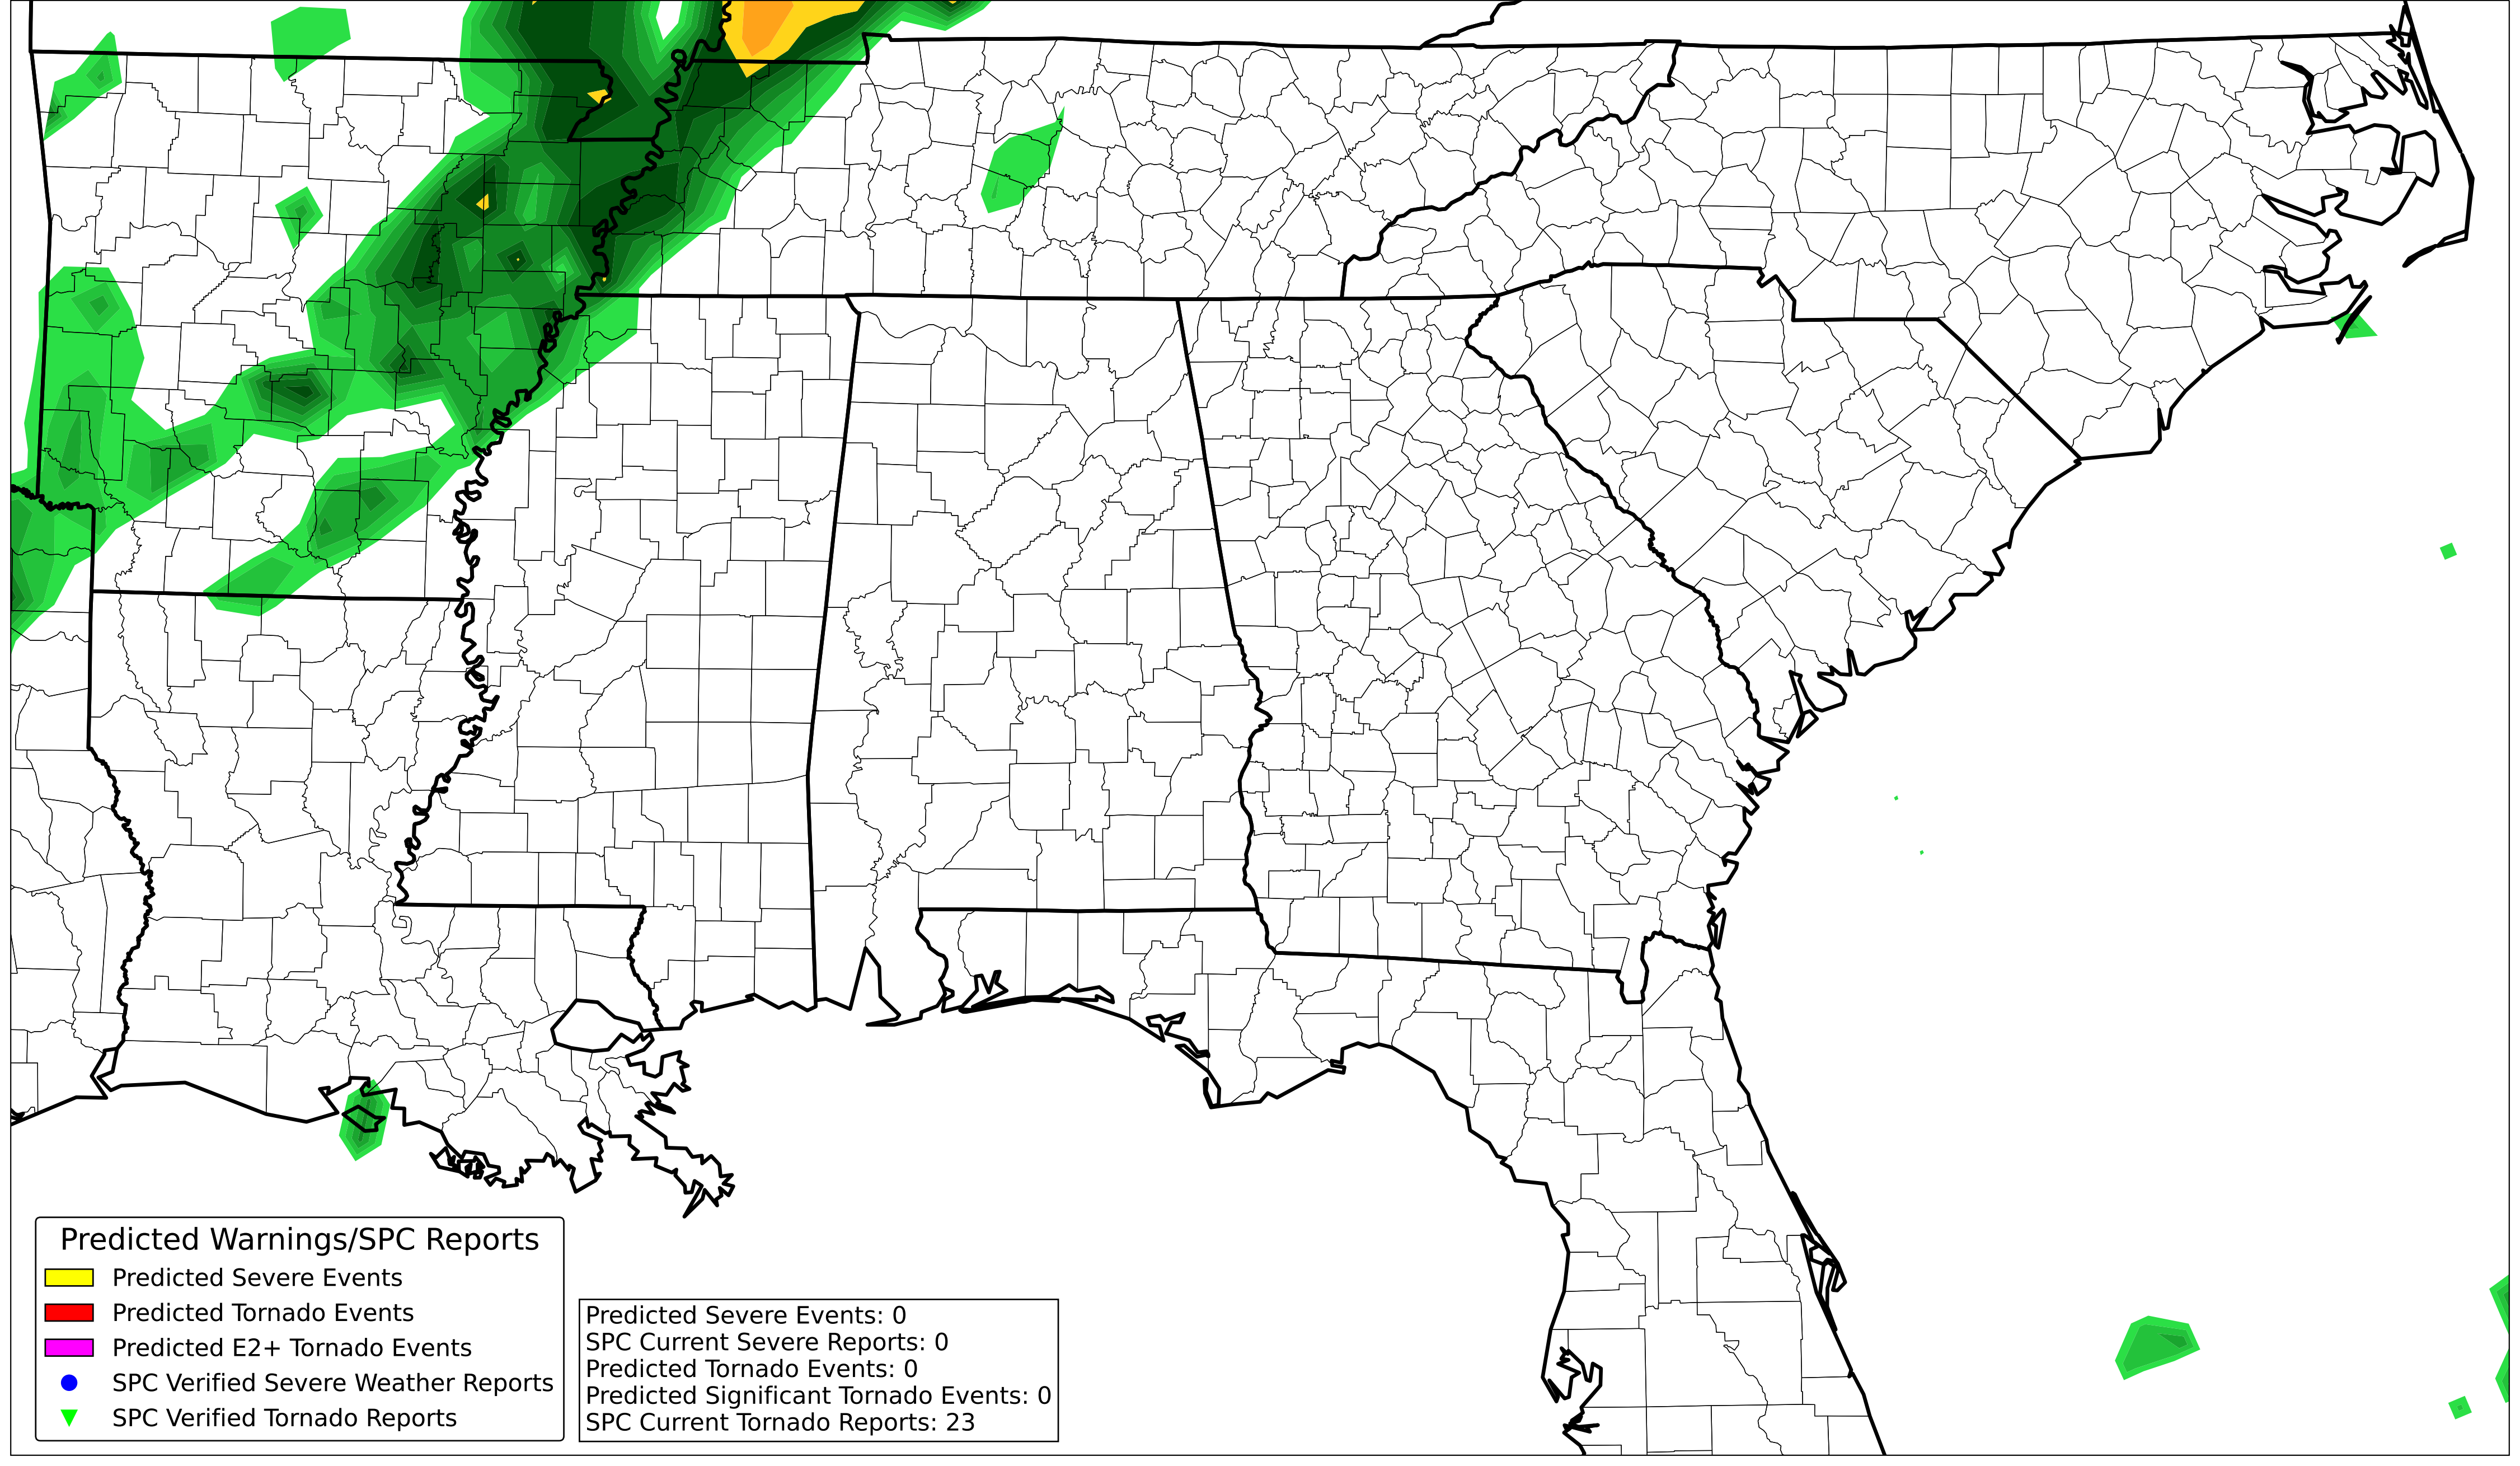 Predicted Warnings/SPC Reports
Predicted Severe Events
Predicted Tornado Events
Predicted E2+ Tornado Events
SPC Verified Severe Weather Reports
SPC Verified Tornado Reports
Predicted Severe Events: 0
SPC Current Severe Reports: 0
Predicted Tornado Events: 0
Predicted Significant Tornado Events: 0
SPC Current Tornado Reports: 23